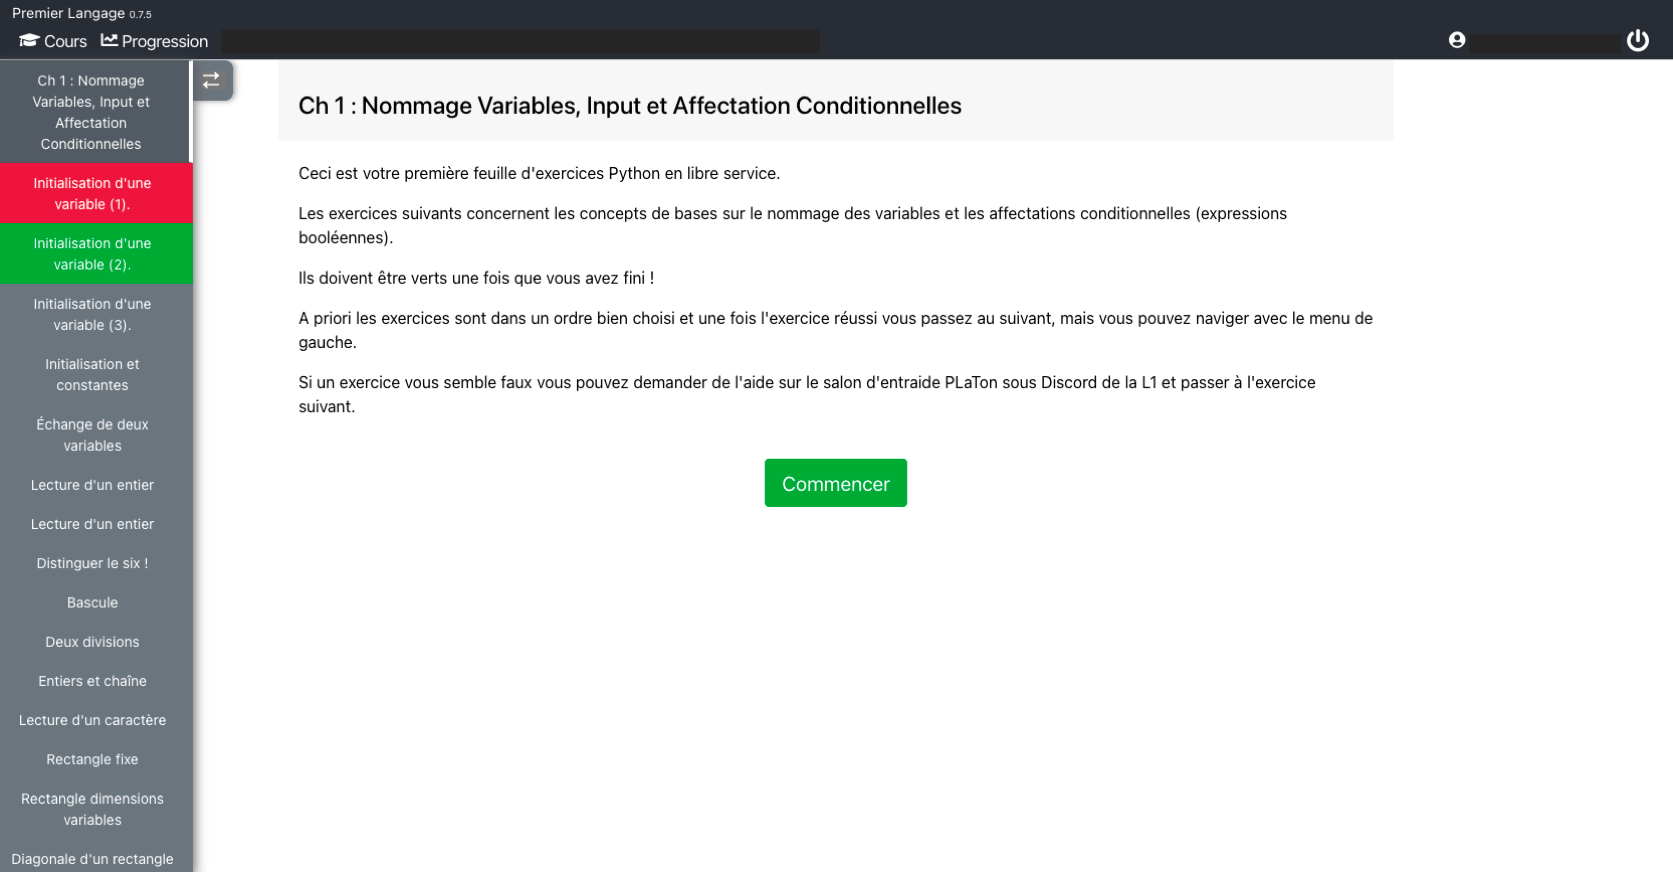 Premier Langage 0.7.5
Cours
Progression
Ch 1 : Nommage
Variables, Input et
Affectation
Conditionnelles
Initialisation d'une
variable (1).
Initialisation d'une
variable (2).
Initialisation d'une
variable (3).
Initialisation et
constantes
Échange de deux
variables
Lecture d'un entier
Lecture d'un entier
Distinguer le six !
Bascule
Deux divisions
Entiers et chaîne
Lecture d'un caractère
Rectangle fixe
Rectangle dimensions
variables
Diagonale d'un rectangle
Ch 1 : Nommage Variables, Input et Affectation Conditionnelles
Ceci est votre première feuille d'exercices Python en libre service.
Les exercices suivants concernent les concepts de bases sur le nommage des variables et les affectations conditionnelles (expressions
booléennes).
Ils doivent être verts une fois que vous avez fini !
A priori les exercices sont dans un ordre bien choisi et une fois l'exercice réussi vous passez au suivant, mais vous pouvez naviger avec le menu de
gauche.
Si un exercice vous semble faux vous pouvez demander de l'aide sur le salon d'entraide PLaTon sous Discord de la L1 et passer à l'exercice
suivant.
Commencer